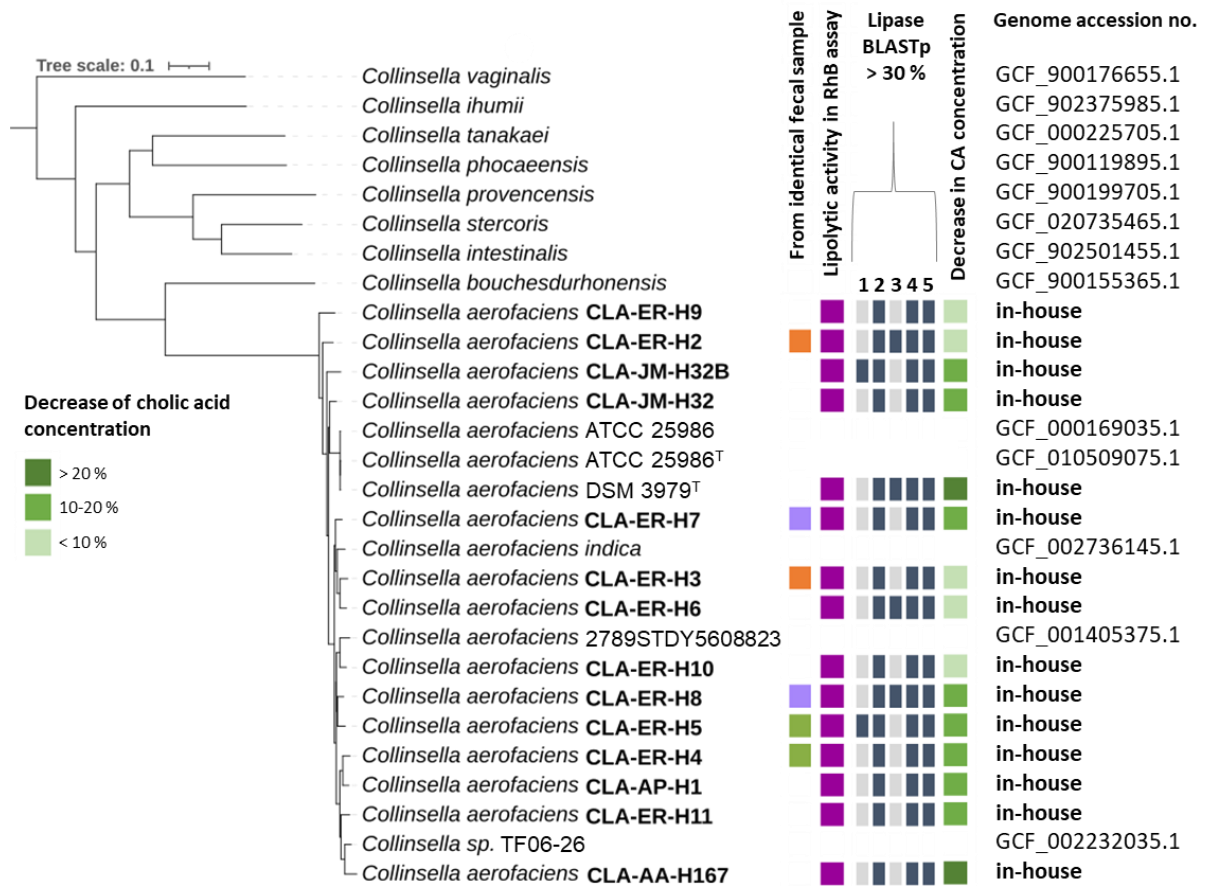 From identical fecal sample
Lipolytic activity in RhB assay
Lipase
BLASTp
> 30 %
Decrease in CA concentration
Genome accession no.
Tree scale: 0.1
Collinsella vaginalis GCF_900176655.1
Collinsella ihumii GCF_902375985.1
Collinsella tanakaei GCF_000225705.1
Collinsella phocaeensis GCF_900119895.1
Collinsella provencensis GCF_900199705.1
Collinsella stercoris GCF_020735465.1
Collinsella intestinalis GCF_902501455.1
Collinsella bouchesdurhonensis GCF_900155365.1
1 2 3 4 5
Collinsella aerofaciens CLA-ER-H9 in-house
Collinsella aerofaciens CLA-ER-H2 in-house
Collinsella aerofaciens CLA-JM-H32B in-house
Collinsella aerofaciens CLA-JM-H32 in-house
Collinsella aerofaciens ATCC 25986 GCF_000169035.1
Collinsella aerofaciens ATCC 25986ᵀ GCF_010509075.1
Collinsella aerofaciens DSM 3979ᵀ in-house
Collinsella aerofaciens CLA-ER-H7 in-house
Collinsella aerofaciens indica GCF_002736145.1
Collinsella aerofaciens CLA-ER-H3 in-house
Collinsella aerofaciens CLA-ER-H6 in-house
Collinsella aerofaciens 2789STDY5608823 GCF_001405375.1
Collinsella aerofaciens CLA-ER-H10 in-house
Collinsella aerofaciens CLA-ER-H8 in-house
Collinsella aerofaciens CLA-ER-H5 in-house
Collinsella aerofaciens CLA-ER-H4 in-house
Collinsella aerofaciens CLA-AP-H1 in-house
Collinsella aerofaciens CLA-ER-H11 in-house
Collinsella sp. TF06-26 GCF_002232035.1
Collinsella aerofaciens CLA-AA-H167 in-house
Decrease of cholic acid
concentration
> 20 %
10-20 %
< 10 %